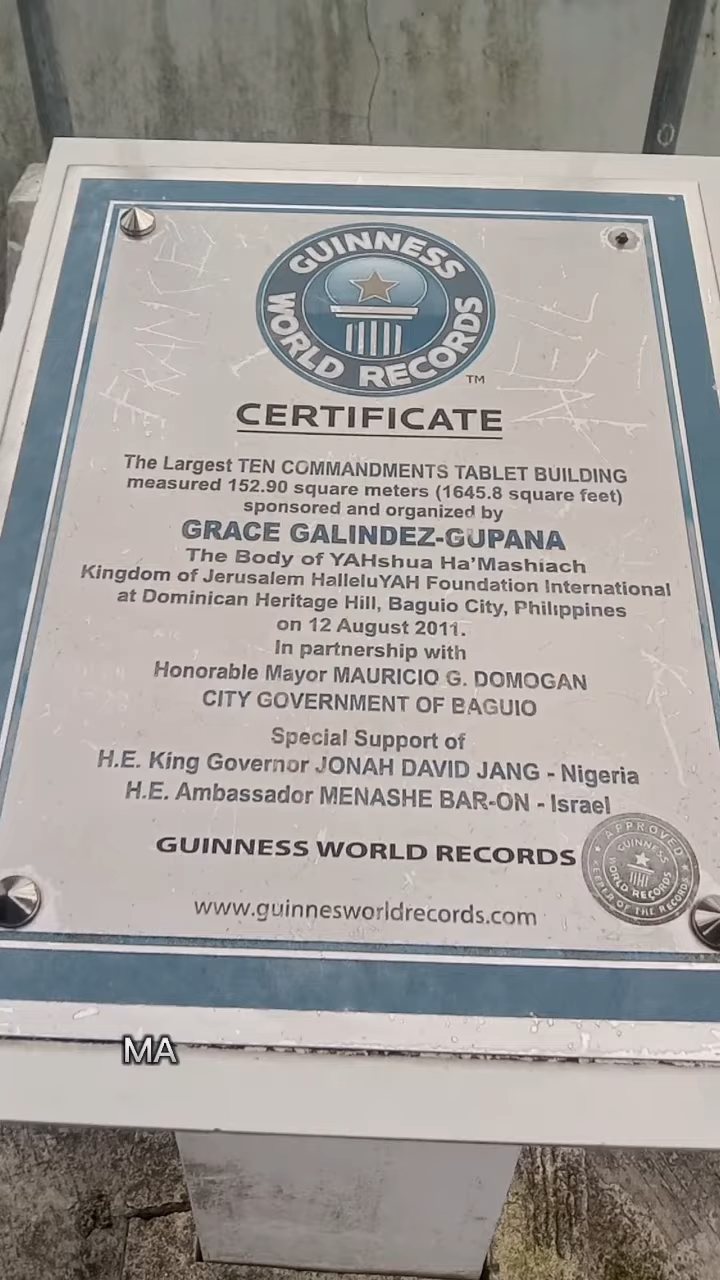 GUINNESS
WORLD RECORDS
TM
CERTIFICATE
The Largest TEN COMMANDMENTS TABLET BUILDING
measured 152.90 square meters (1645.8 square feet)
sponsored and organized by
GRACE GALINDEZ-GUPANA
The Body of YAHshua Ha'Mashiach
Kingdom of Jerusalem HalleluYAH Foundation International
at Dominican Heritage Hill, Baguio City, Philippines
on 12 August 2011.
In partnership with
Honorable Mayor MAURICIO G. DOMOGAN
CITY GOVERNMENT OF BAGUIO
Special Support of
H.E. King Governor JONAH DAVID JANG - Nigeria
H.E. Ambassador MENASHE BAR-ON - Israel
GUINNESS WORLD RECORDS
APPROVED
GUINNESS
WORLD RECORDS
KEEPER OF THE RECORDS
www.guinnesworldrecords.com
MA